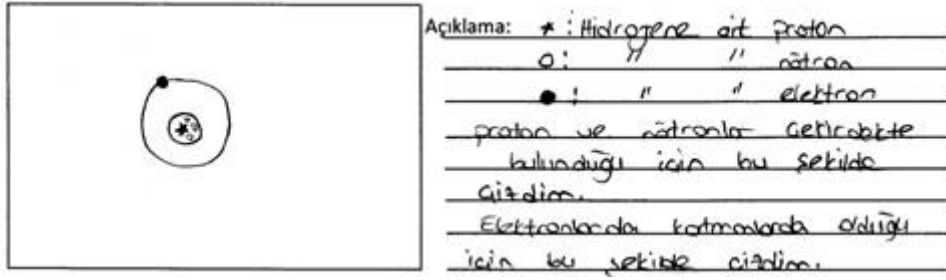 Açıklama: * : Hidrojene ait proton
o : " " nötron
● : " " elektron
proton ve nötronlar çekirdekte
bulunduğu için bu şekilde
çizdim.
Elektronlarda katmanlarda olduğu
için bu şekilde çizdim.